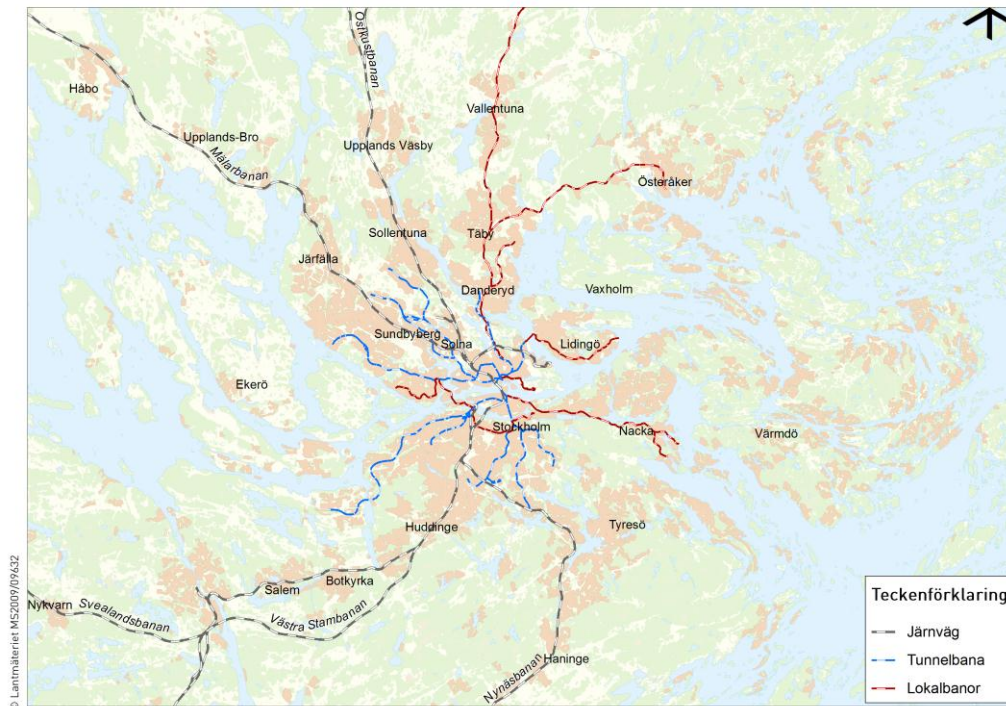 Östkustbanan
Håbo
Vallentuna
Upplands-Bro
Upplands Väsby
Mälarbanan
Österåker
Sollentuna
Täby
Järfälla
Danderyd
Vaxholm
Sundbyberg
Solna
Lidingö
Ekerö
Stockholm
Nacka
Värmdö
Huddinge
Tyresö
Botkyrka
Salem
Nykvarn
Svealandsbanan
Västra Stambanan
Haninge
Nynäsbanan
Teckenförklaring
Järnväg
Tunnelbana
Lokalbanor
© Lantmäteriet MS2009/09632